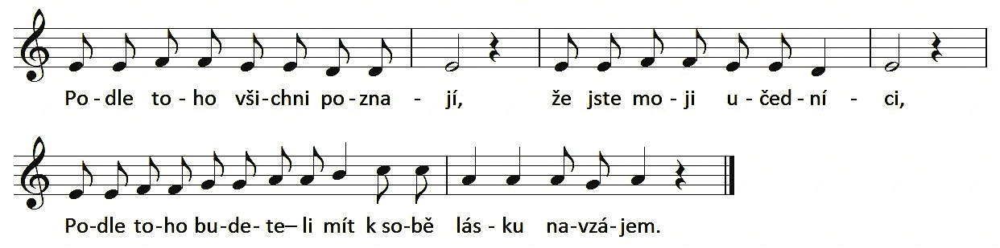 Po - dle to - ho vši-chni po-zna - jí, že jste mo - ji u - čed - ní - ci,
Po-dle to-ho bu-de- te– li mít k so-bě lás - ku na-vzá-jem.